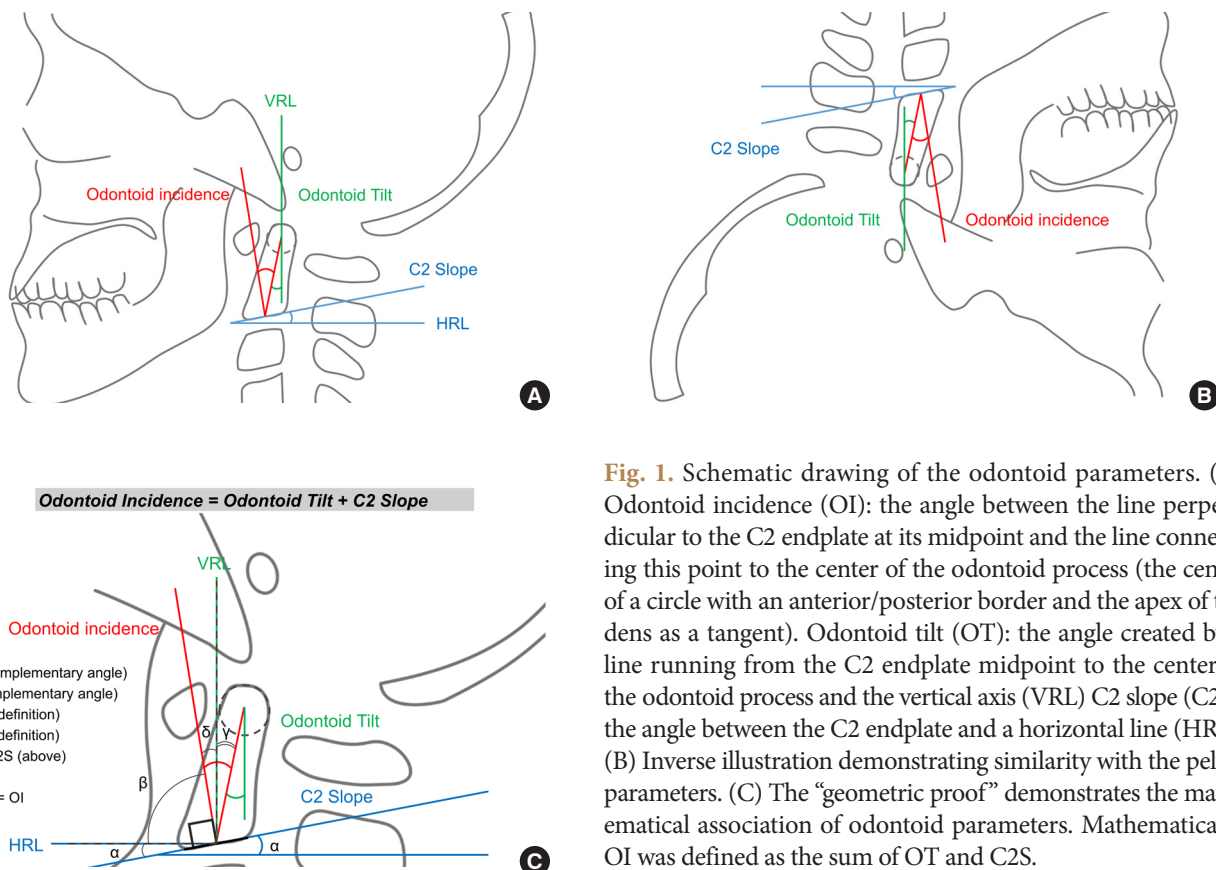 VRL
Odontoid incidence
Odontoid Tilt
C2 Slope
HRL
A
C2 Slope
Odontoid Tilt
Odontoid incidence
B
Odontoid Incidence = Odontoid Tilt + C2 Slope
VRL
Odontoid incidence
mplementary angle)
nplementary angle)
definition)
definition)
2S (above)
= OI
Odontoid Tilt
δ
γ
β
C2 Slope
HRL
α
α
C
Fig. 1. Schematic drawing of the odontoid parameters. (
Odontoid incidence (OI): the angle between the line perpe
dicular to the C2 endplate at its midpoint and the line conne
ing this point to the center of the odontoid process (the cen
of a circle with an anterior/posterior border and the apex of t
dens as a tangent). Odontoid tilt (OT): the angle created b
line running from the C2 endplate midpoint to the center
the odontoid process and the vertical axis (VRL) C2 slope (C2
the angle between the C2 endplate and a horizontal line (HR
(B) Inverse illustration demonstrating similarity with the pel
parameters. (C) The “geometric proof” demonstrates the ma
ematical association of odontoid parameters. Mathematica
OI was defined as the sum of OT and C2S.